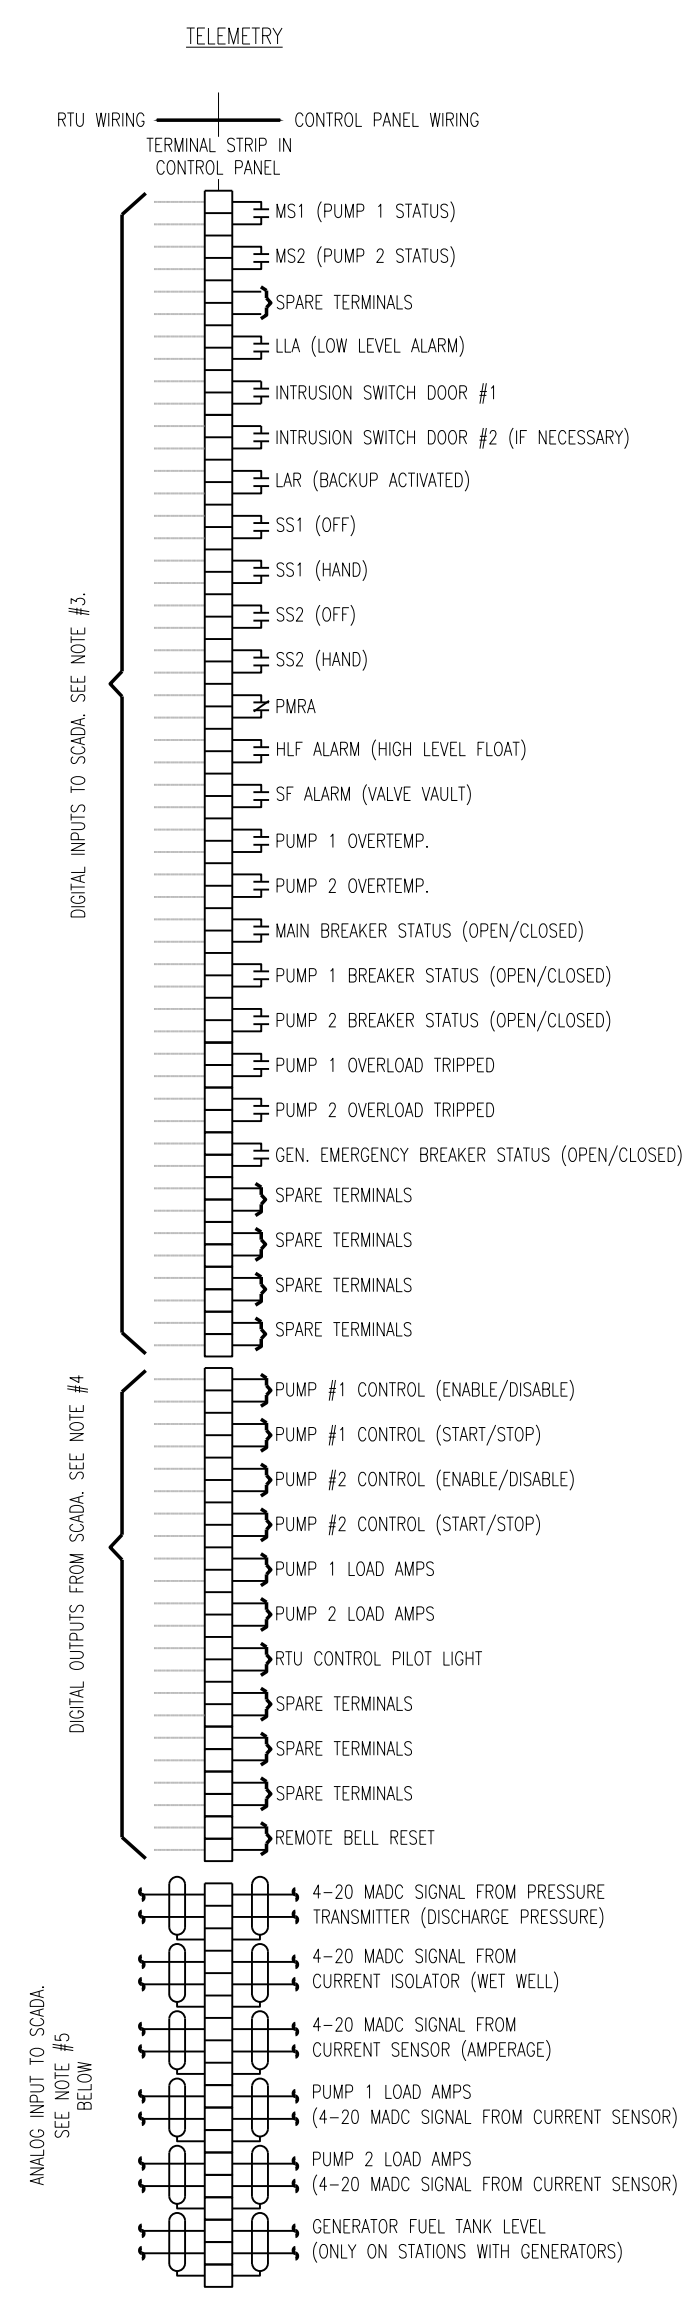 TELEMETRY
RTU WIRING
CONTROL PANEL WIRING
TERMINAL STRIP IN
CONTROL PANEL
DIGITAL INPUTS TO SCADA. SEE NOTE #3.
MS1 (PUMP 1 STATUS)
MS2 (PUMP 2 STATUS)
SPARE TERMINALS
LLA (LOW LEVEL ALARM)
INTRUSION SWITCH DOOR #1
INTRUSION SWITCH DOOR #2 (IF NECESSARY)
LAR (BACKUP ACTIVATED)
SS1 (OFF)
SS1 (HAND)
SS2 (OFF)
SS2 (HAND)
PMRA
HLF ALARM (HIGH LEVEL FLOAT)
SF ALARM (VALVE VAULT)
PUMP 1 OVERTEMP.
PUMP 2 OVERTEMP.
MAIN BREAKER STATUS (OPEN/CLOSED)
PUMP 1 BREAKER STATUS (OPEN/CLOSED)
PUMP 2 BREAKER STATUS (OPEN/CLOSED)
PUMP 1 OVERLOAD TRIPPED
PUMP 2 OVERLOAD TRIPPED
GEN. EMERGENCY BREAKER STATUS (OPEN/CLOSED)
SPARE TERMINALS
SPARE TERMINALS
SPARE TERMINALS
SPARE TERMINALS
DIGITAL OUTPUTS FROM SCADA. SEE NOTE #4
PUMP #1 CONTROL (ENABLE/DISABLE)
PUMP #1 CONTROL (START/STOP)
PUMP #2 CONTROL (ENABLE/DISABLE)
PUMP #2 CONTROL (START/STOP)
PUMP 1 LOAD AMPS
PUMP 2 LOAD AMPS
RTU CONTROL PILOT LIGHT
SPARE TERMINALS
SPARE TERMINALS
SPARE TERMINALS
REMOTE BELL RESET
ANALOG INPUT TO SCADA.
SEE NOTE #5
BELOW
4-20 MADC SIGNAL FROM PRESSURE
TRANSMITTER (DISCHARGE PRESSURE)
4-20 MADC SIGNAL FROM
CURRENT ISOLATOR (WET WELL)
4-20 MADC SIGNAL FROM
CURRENT SENSOR (AMPERAGE)
PUMP 1 LOAD AMPS
(4-20 MADC SIGNAL FROM CURRENT SENSOR)
PUMP 2 LOAD AMPS
(4-20 MADC SIGNAL FROM CURRENT SENSOR)
GENERATOR FUEL TANK LEVEL
(ONLY ON STATIONS WITH GENERATORS)